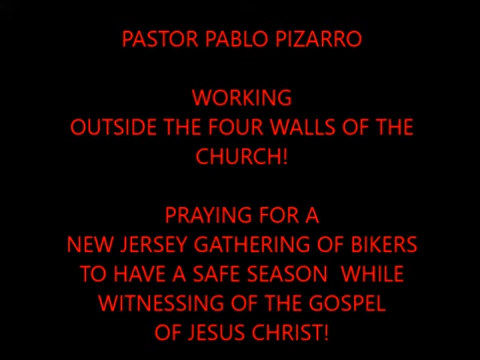 PASTOR PABLO PIZARRO
WORKING
OUTSIDE THE FOUR WALLS OF THE
CHURCH!
PRAYING FOR A
NEW JERSEY GATHERING OF BIKERS
TO HAVE A SAFE SEASON  WHILE
WITNESSING OF THE GOSPEL
OF JESUS CHRIST!